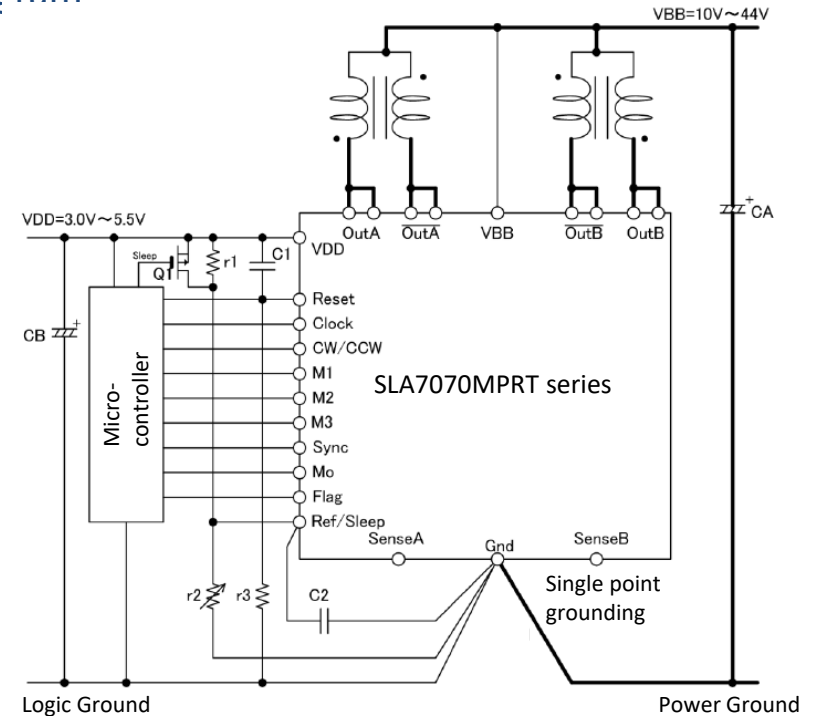 VBB=10V～44V
CA
OutA
OutA
VBB
OutB
OutB
VDD=3.0V～5.5V
VDD
Sleep
Q1
r1
C1
CB
Micro-
controller
Reset
Clock
CW/CCW
M1
M2
M3
Sync
Mo
Flag
Ref/Sleep
SLA7070MPRT series
SenseA
Gnd
SenseB
Single point
grounding
r2
r3
C2
Logic Ground
Power Ground